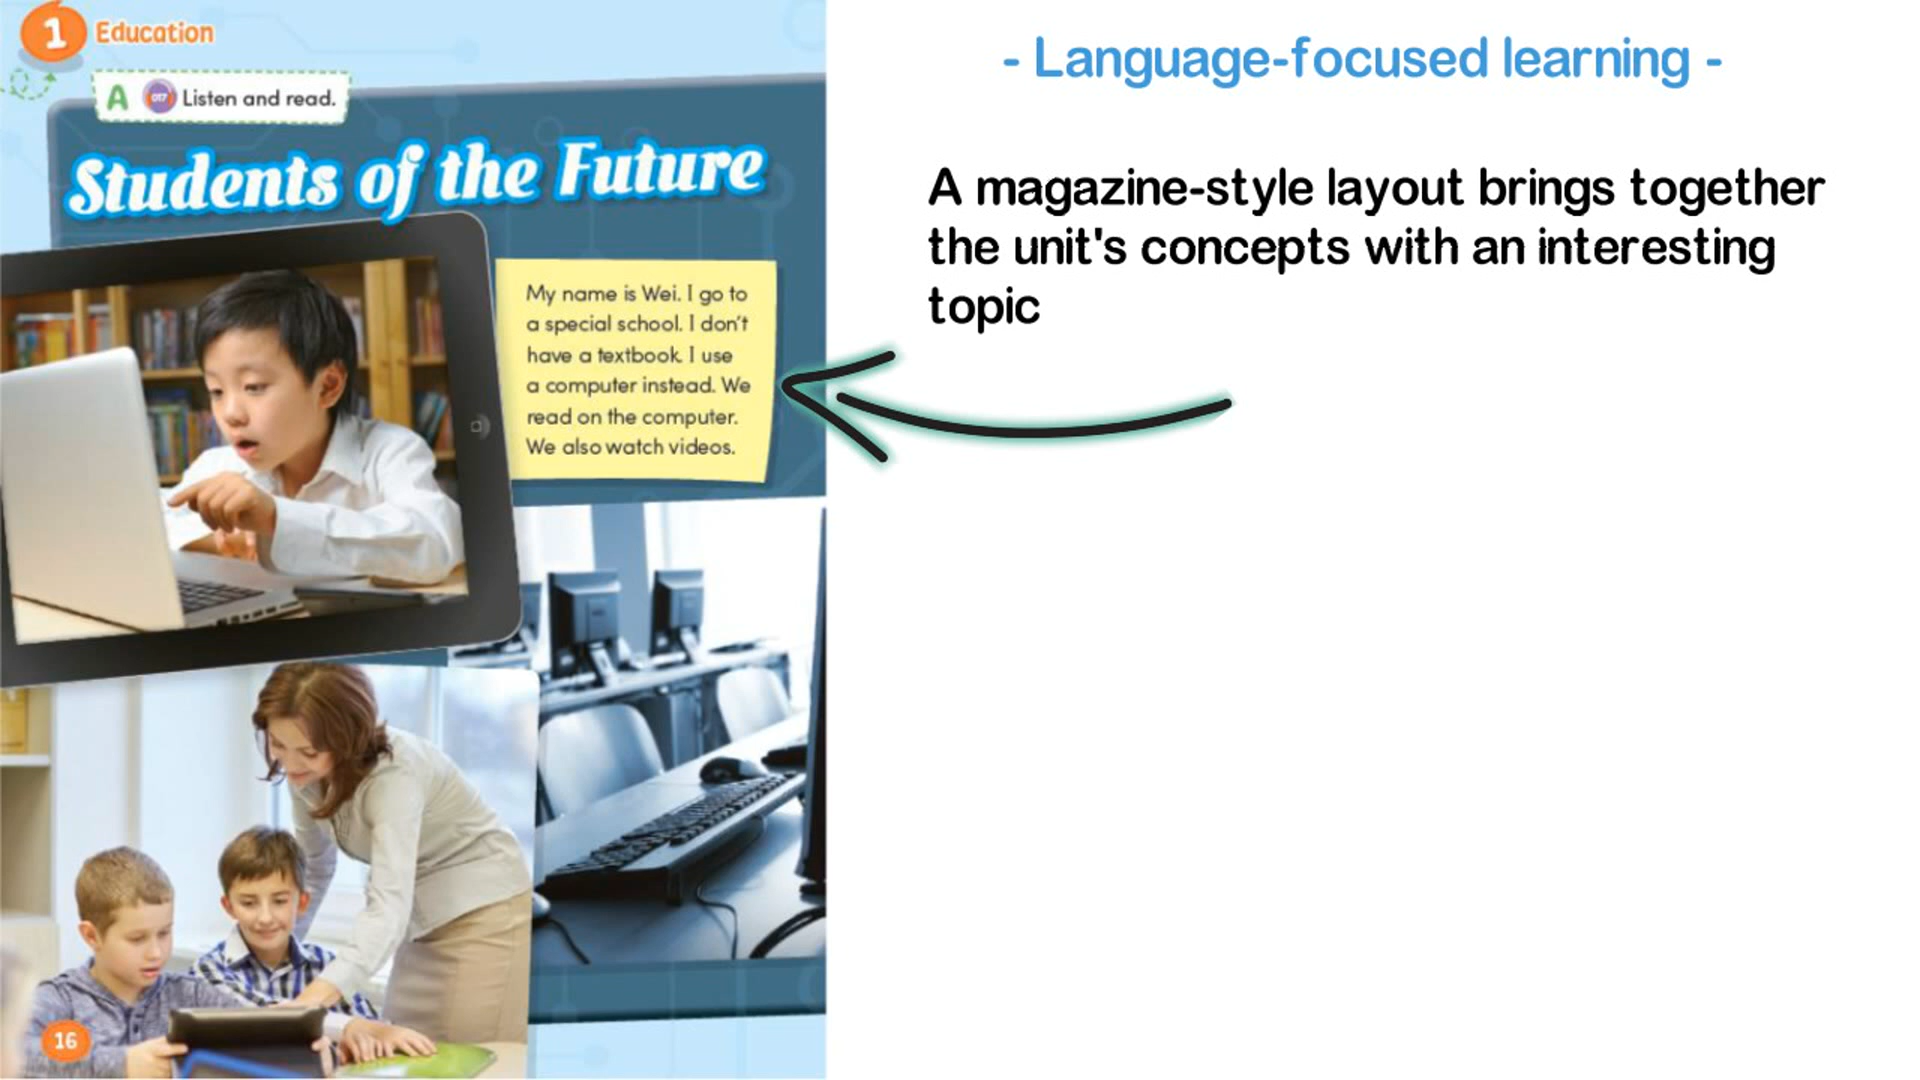 1 Education
A 017 Listen and read.
Students of the Future
My name is Wei. I go to
a special school. I don't
have a textbook. I use
a computer instead. We
read on the computer.
We also watch videos.
16
- Language-focused learning -
A magazine-style layout brings together
the unit's concepts with an interesting
topic